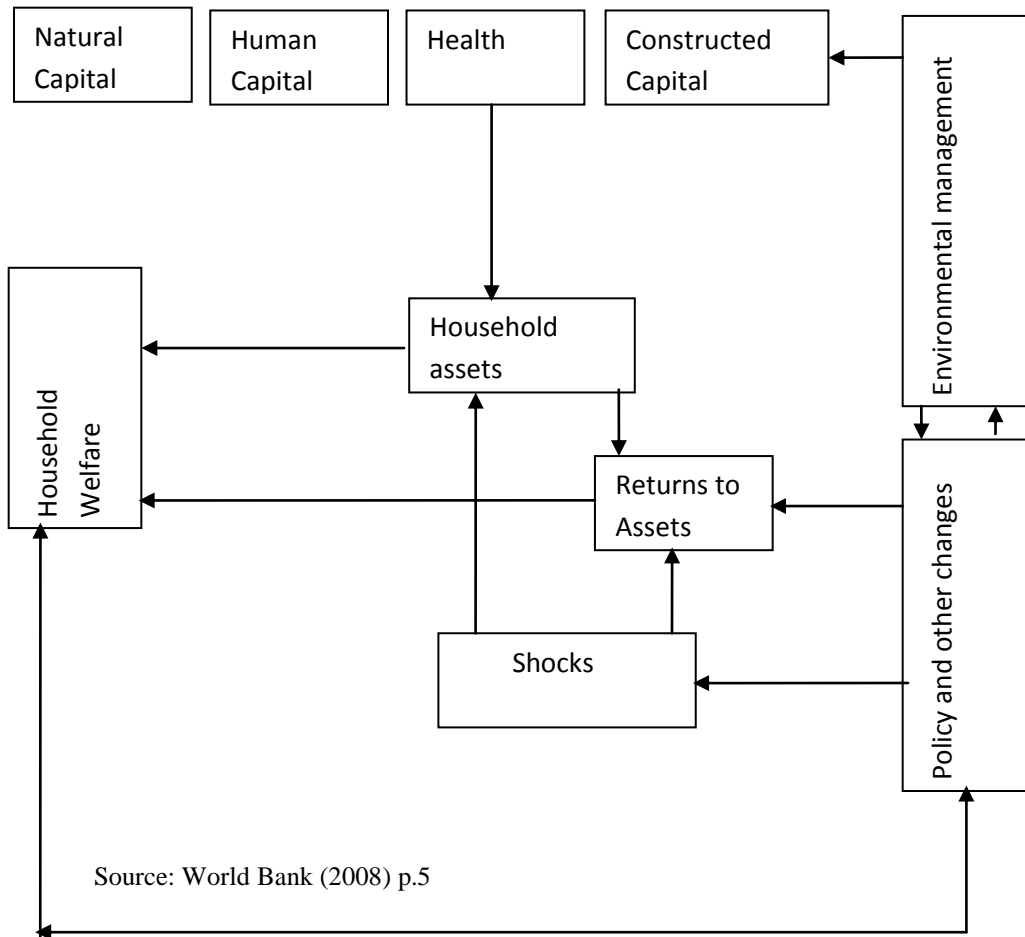 Natural
Capital
Human
Capital
Health
Constructed
Capital
Environmental management
Household
Welfare
Household
assets
Returns to
Assets
Policy and other changes
Shocks
Source: World Bank (2008) p.5